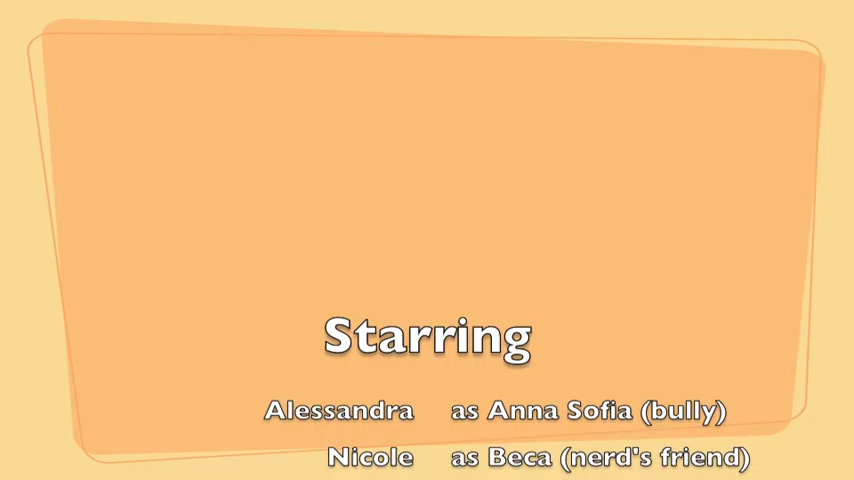 Starring
Alessandra as Anna Sofia (bully)
Nicole as Beca (nerd's friend)